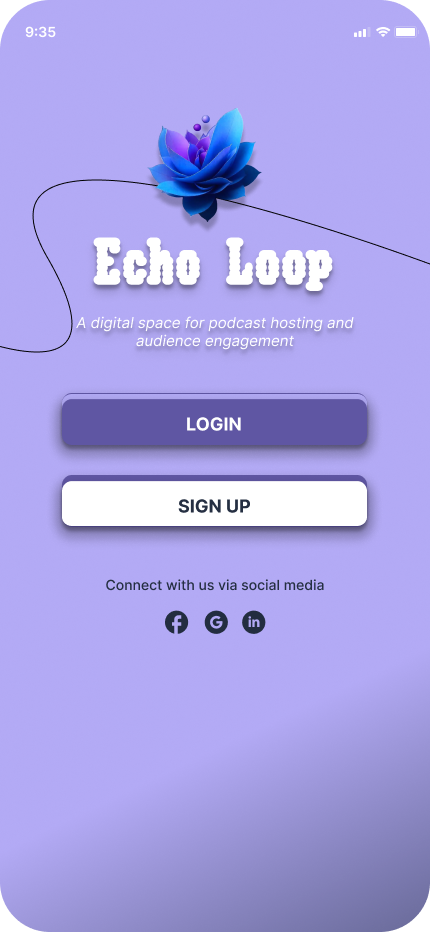 9:35
Echo Loop
A digital space for podcast hosting and
audience engagement
LOGIN
SIGN UP
Connect with us via social media
f G in